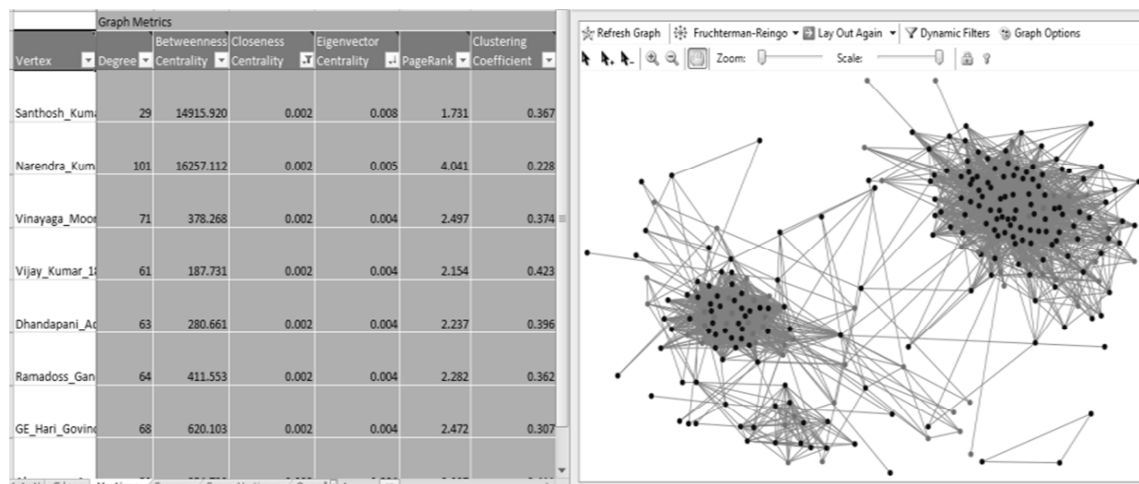 Graph Metrics
Vertex Degree Betweenness Centrality Closeness Centrality Eigenvector Centrality PageRank Clustering Coefficient
Santhosh_Kuma 29 14915.920 0.002 0.008 1.731 0.367
Narendra_Kum 101 16257.112 0.002 0.005 4.041 0.228
Vinayaga_Moor 71 378.268 0.002 0.004 2.497 0.374
Vijay_Kumar_18 61 187.731 0.002 0.004 2.154 0.423
Dhandapani_Ad 63 280.661 0.002 0.004 2.237 0.396
Ramadoss_Gan 64 411.553 0.002 0.004 2.282 0.362
GE_Hari_Govind 68 620.103 0.002 0.004 2.472 0.307
Refresh Graph Fruchterman-Reingo Lay Out Again Dynamic Filters Graph Options
Zoom: Scale: